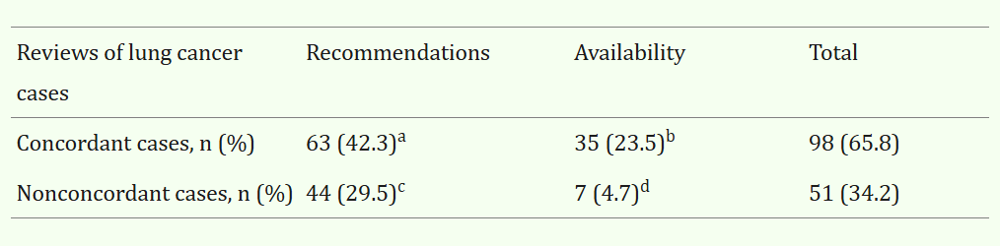 Reviews of lung cancer cases Recommendations Availability Total
Concordant cases, n (%) 63 (42.3)a 35 (23.5)b 98 (65.8)
Nonconcordant cases, n (%) 44 (29.5)c 7 (4.7)d 51 (34.2)